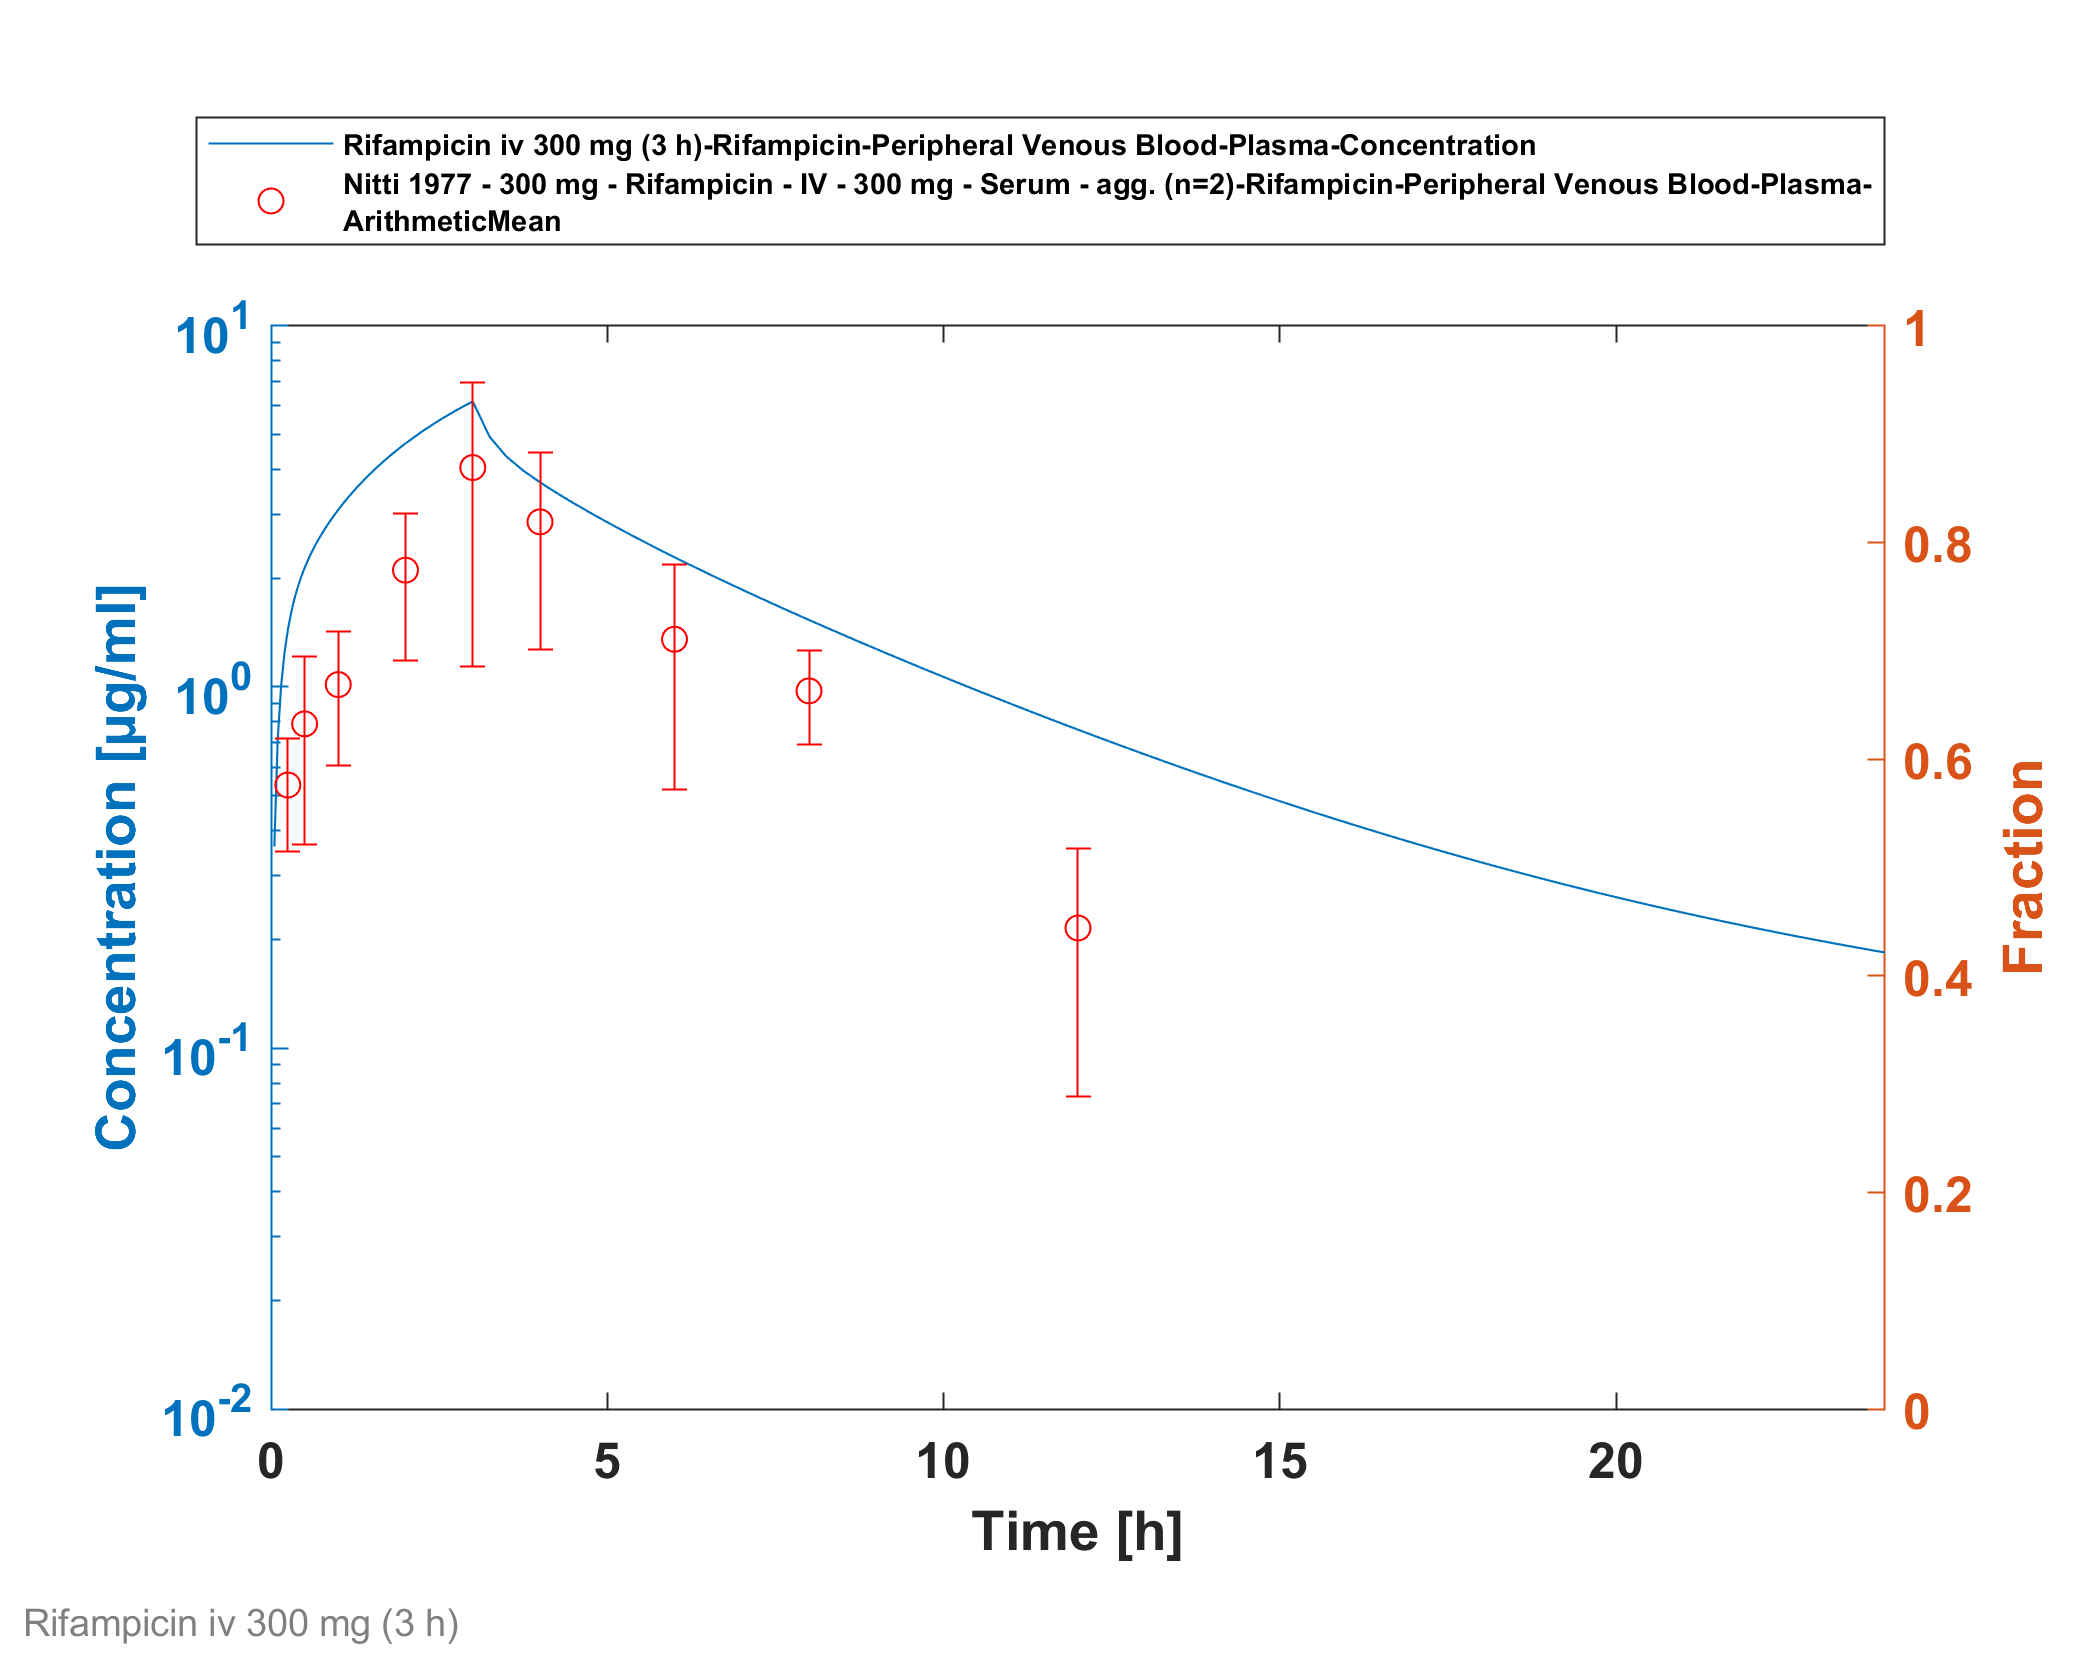 Rifampicin iv 300 mg (3 h)-Rifampicin-Peripheral Venous Blood-Plasma-Concentration
Nitti 1977 - 300 mg - Rifampicin - IV - 300 mg - Serum - agg. (n=2)-Rifampicin-Peripheral Venous Blood-Plasma-
ArithmeticMean
10^1
10^0
10^-1
10^-2
Concentration [µg/ml]
1
0.8
0.6
0.4
0.2
0
Fraction
0 5 10 15 20
Time [h]
Rifampicin iv 300 mg (3 h)